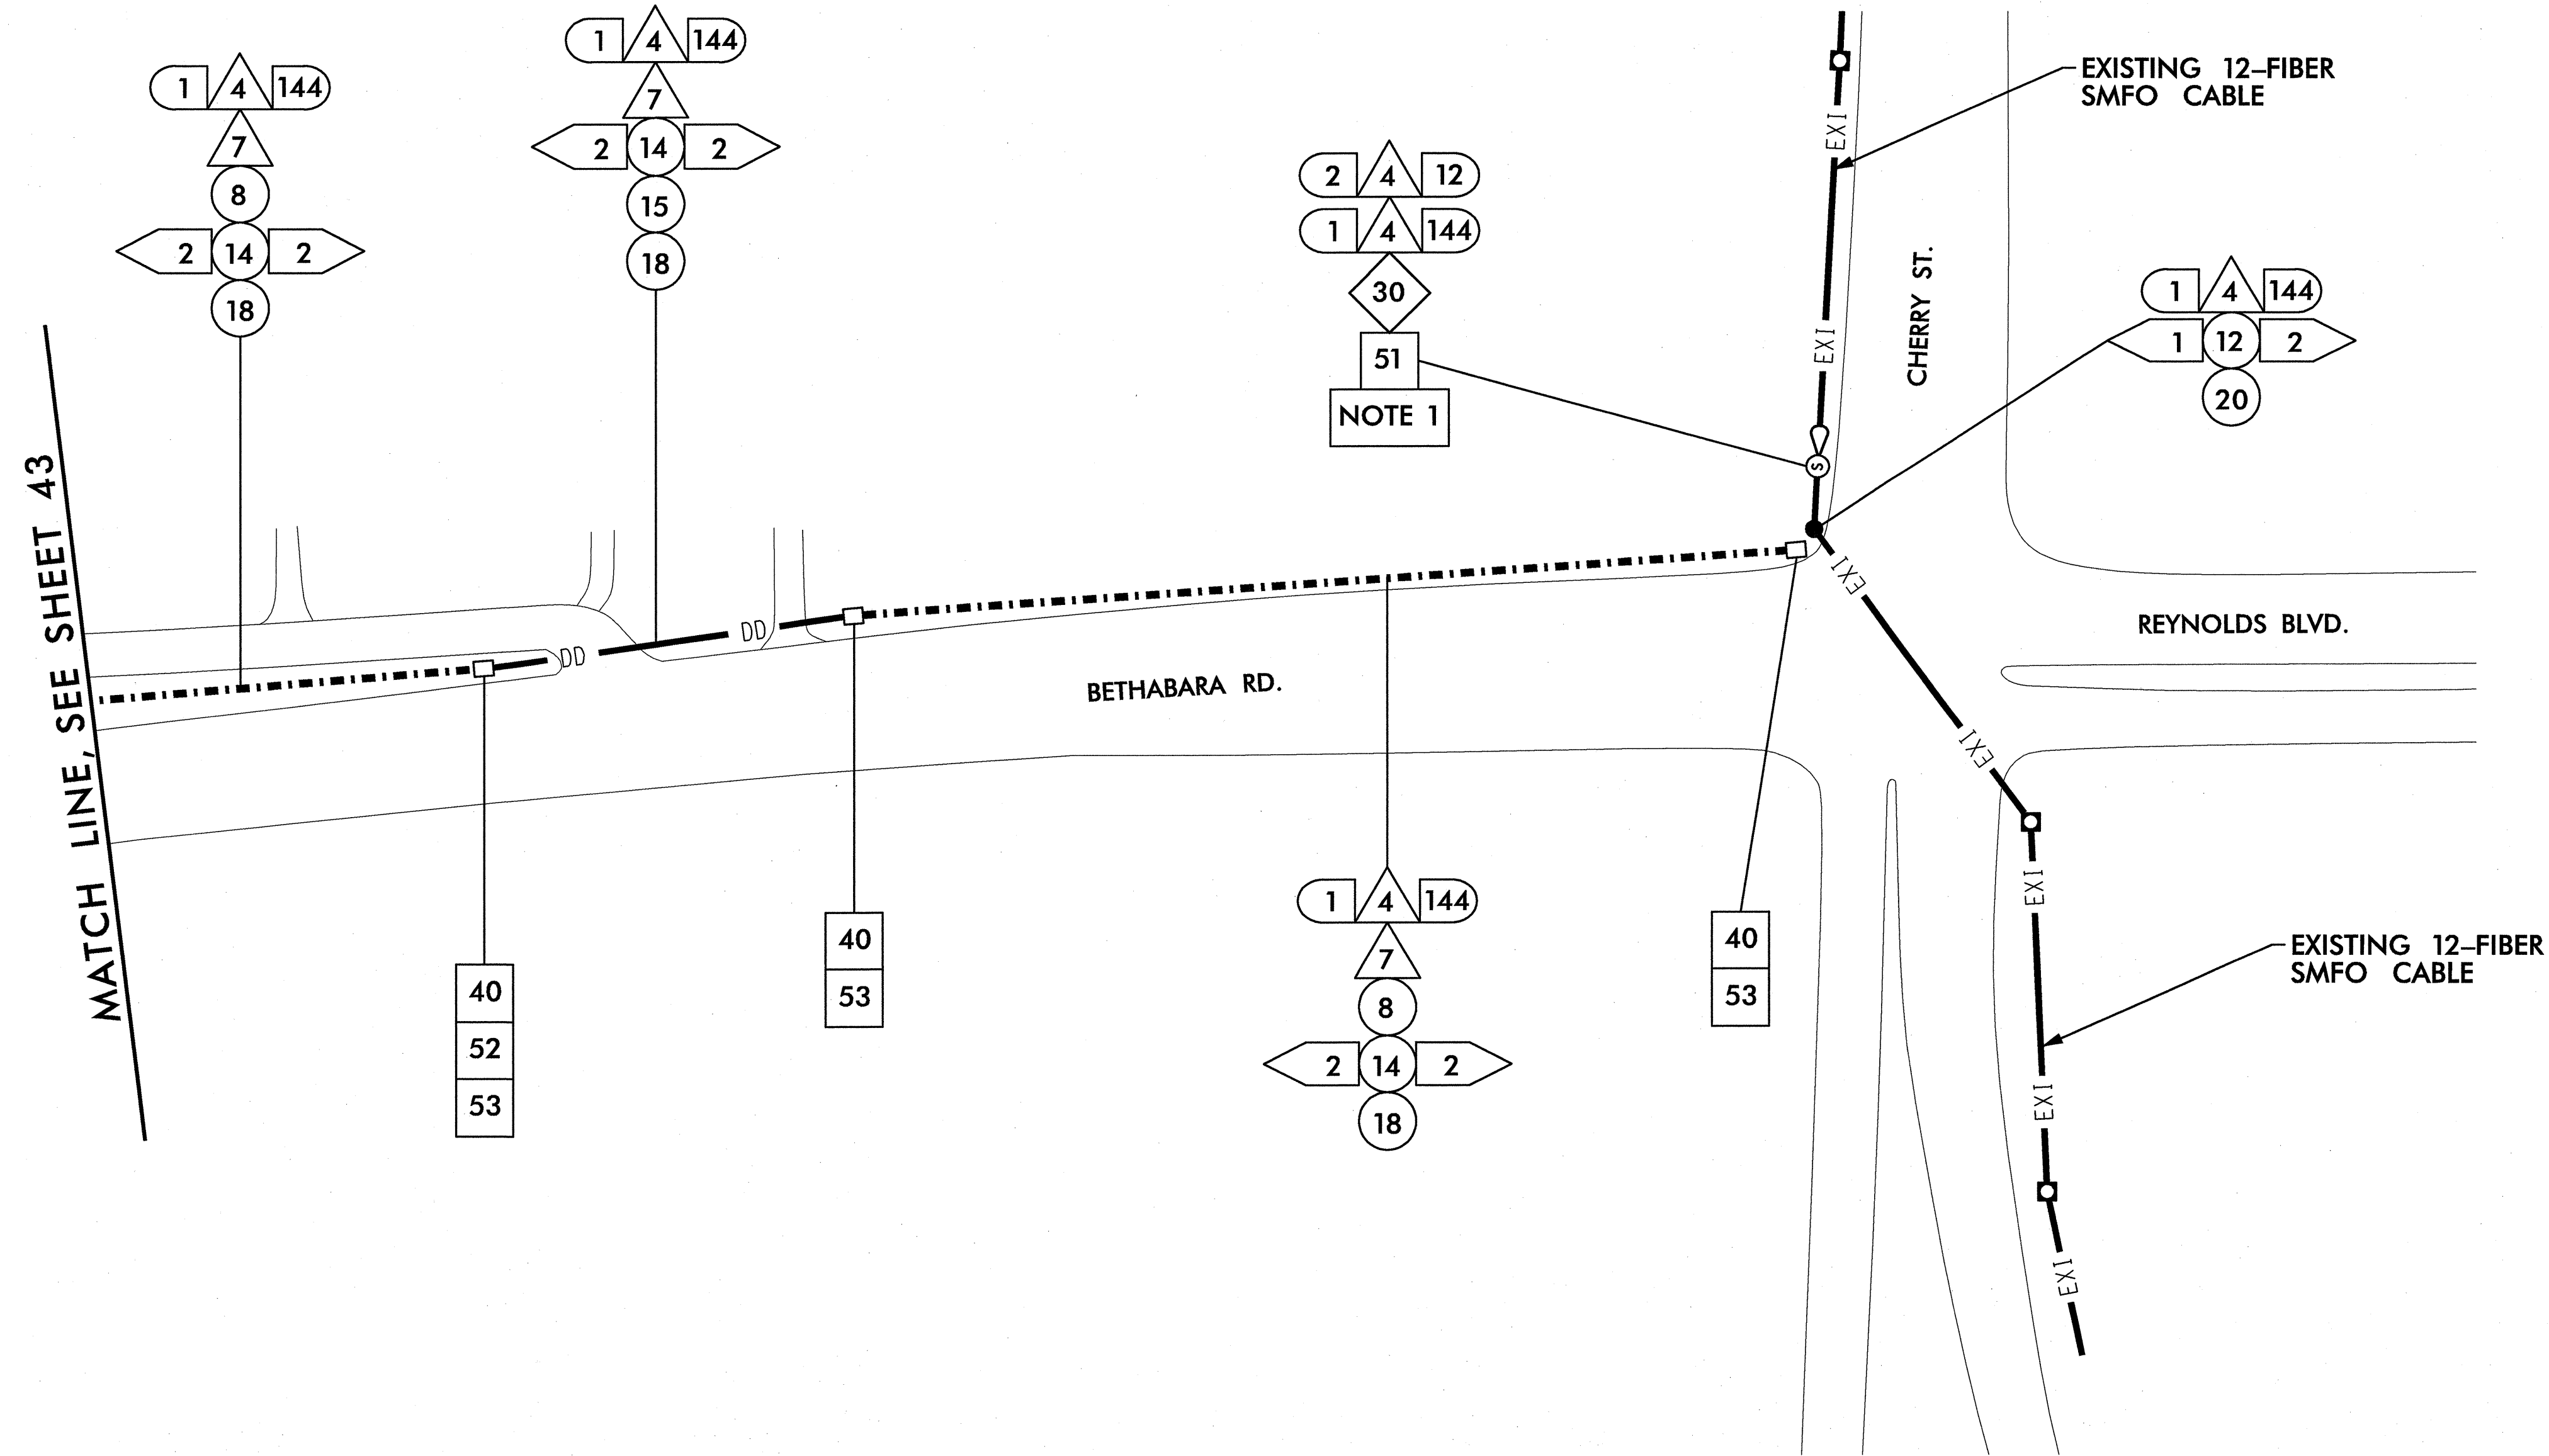 1 4 144
7
8
2 14 2
18
1 4 144
7
2 14 2
15
18
2 4 12
1 4 144
30
51
NOTE 1
EXISTING 12-FIBER
SMFO CABLE
EXI
EXI
CHERRY ST.
S
1 4 144
1 12 2
20
MATCH LINE, SEE SHEET 43
DD
DD
BETHABARA RD.
REYNOLDS BLVD.
EXI
EXI
EXI
EXI
EXI
EXISTING 12-FIBER
SMFO CABLE
40
52
53
40
53
1 4 144
7
8
2 14 2
18
40
53